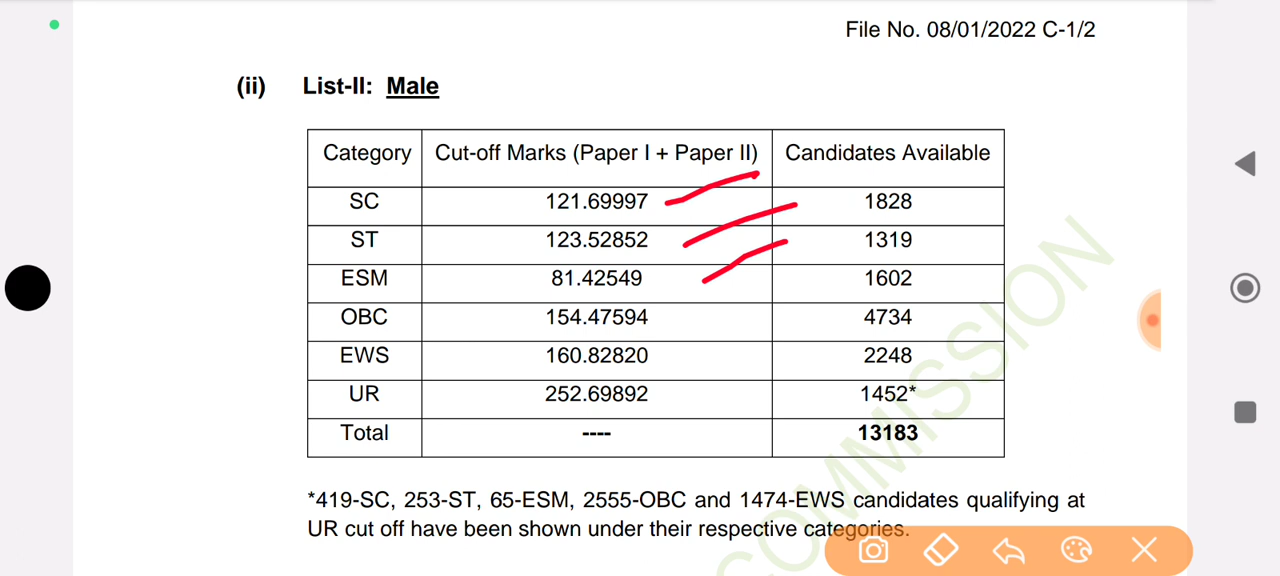 File No. 08/01/2022 C-1/2
(ii) List-II: Male
Category Cut-off Marks (Paper I + Paper II) Candidates Available
SC 121.69997 1828
ST 123.52852 1319
ESM 81.42549 1602
OBC 154.47594 4734
EWS 160.82820 2248
UR 252.69892 1452*
Total ---- 13183
*419-SC, 253-ST, 65-ESM, 2555-OBC and 1474-EWS candidates qualifying at
UR cut off have been shown under their respective categories.
COMMISSION